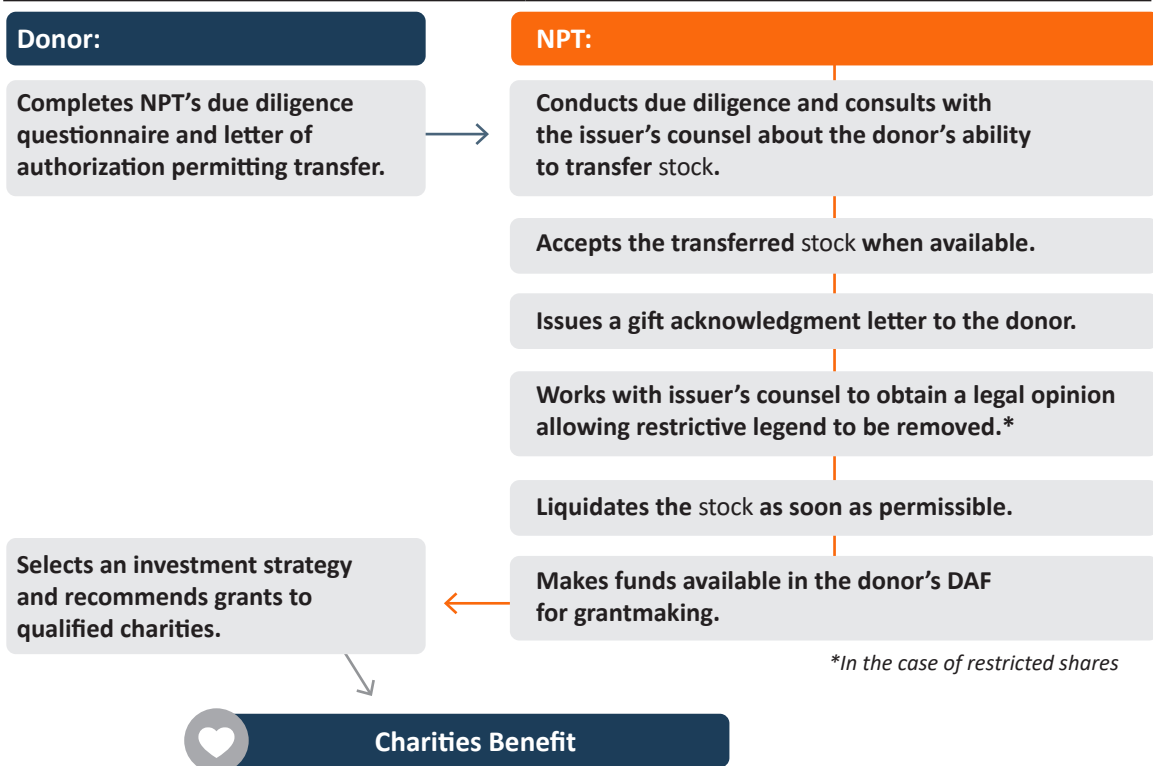 Donor:
NPT:
Completes NPT’s due diligence
questionnaire and letter of
authorization permitting transfer.
Conducts due diligence and consults with
the issuer’s counsel about the donor’s ability
to transfer stock.
Accepts the transferred stock when available.
Issues a gift acknowledgment letter to the donor.
Works with issuer’s counsel to obtain a legal opinion
allowing restrictive legend to be removed.*
Liquidates the stock as soon as permissible.
Makes funds available in the donor’s DAF
for grantmaking.
Selects an investment strategy
and recommends grants to
qualified charities.
*In the case of restricted shares
Charities Benefit